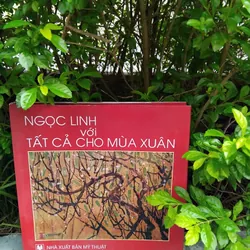 NGỌC LINH
với
TẤT CẢ CHO MÙA XUÂN
NHÀ XUẤT BẢN MỸ THUẬT